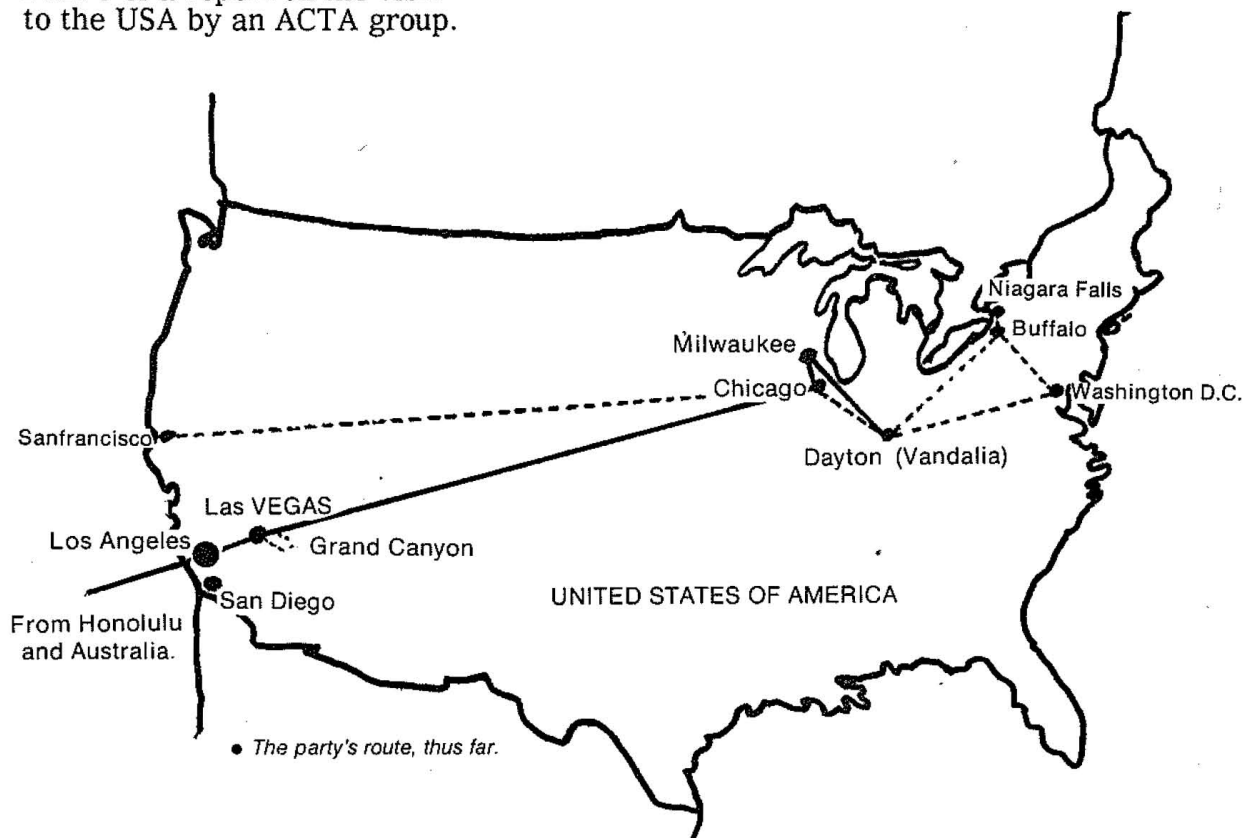 to the USA by an ACTA group.
Niagara Falls
Buffalo
Milwaukee
Chicago
Washington D.C.
Sanfrancisco
Dayton (Vandalia)
Las VEGAS
Los Angeles
Grand Canyon
San Diego
UNITED STATES OF AMERICA
From Honolulu
and Australia.
• The party's route, thus far.